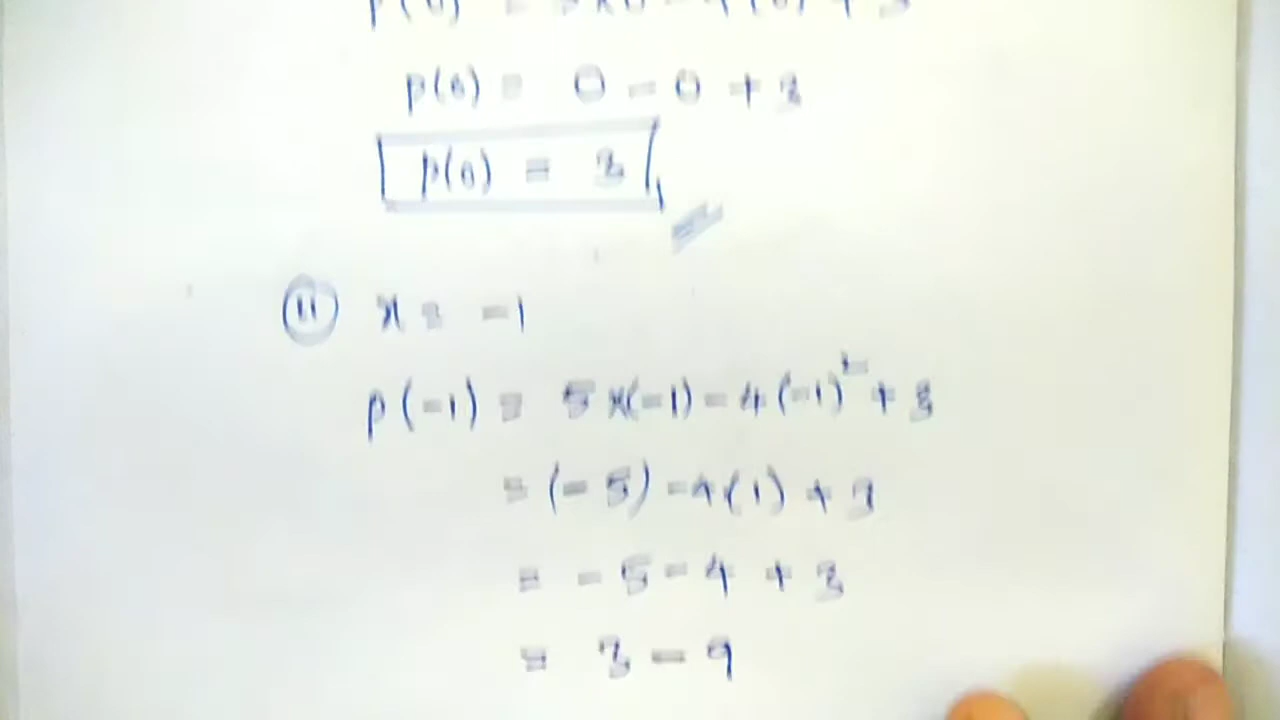 p(0) = 0 - 0 + 3
p(0) = 3
(ii) x = -1
p(-1) = 5x(-1) - 4(-1)² + 3
= (-5) - 4(1) + 3
= - 5 - 4 + 3
= 3 - 9